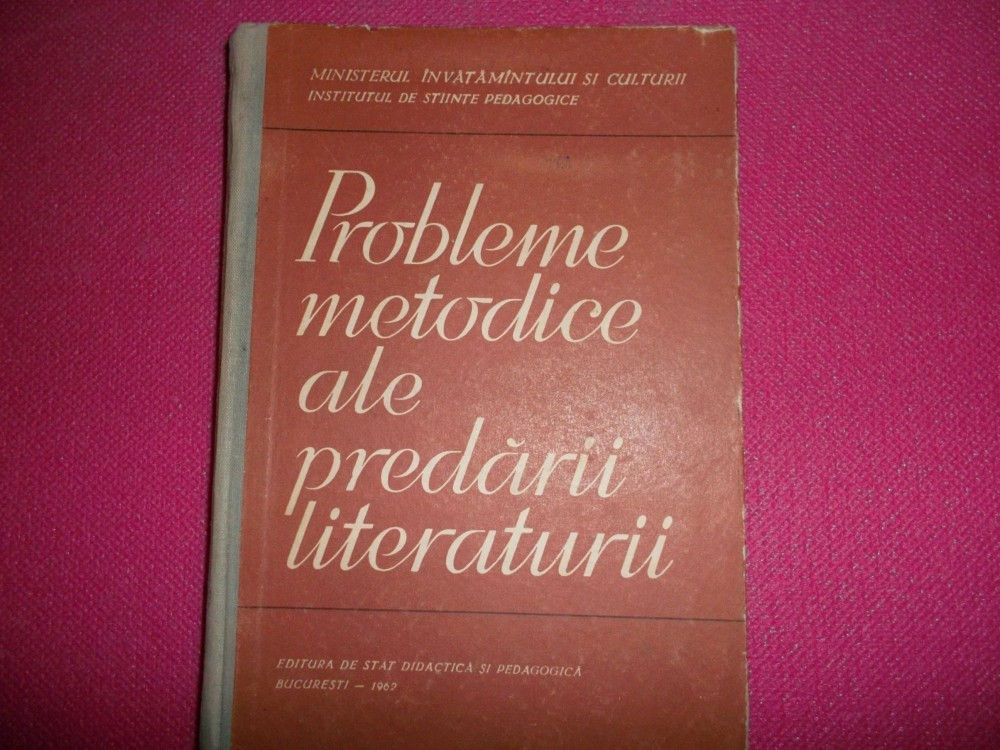 MINISTERUL ÎNVĂȚĂMÎNTULUI ȘI CULTURII
INSTITUTUL DE ȘTIINȚE PEDAGOGICE
Probleme
metodice
ale
predării
literaturii
EDITURA DE STAT DIDACTICĂ ȘI PEDAGOGICĂ
BUCUREȘTI — 1962